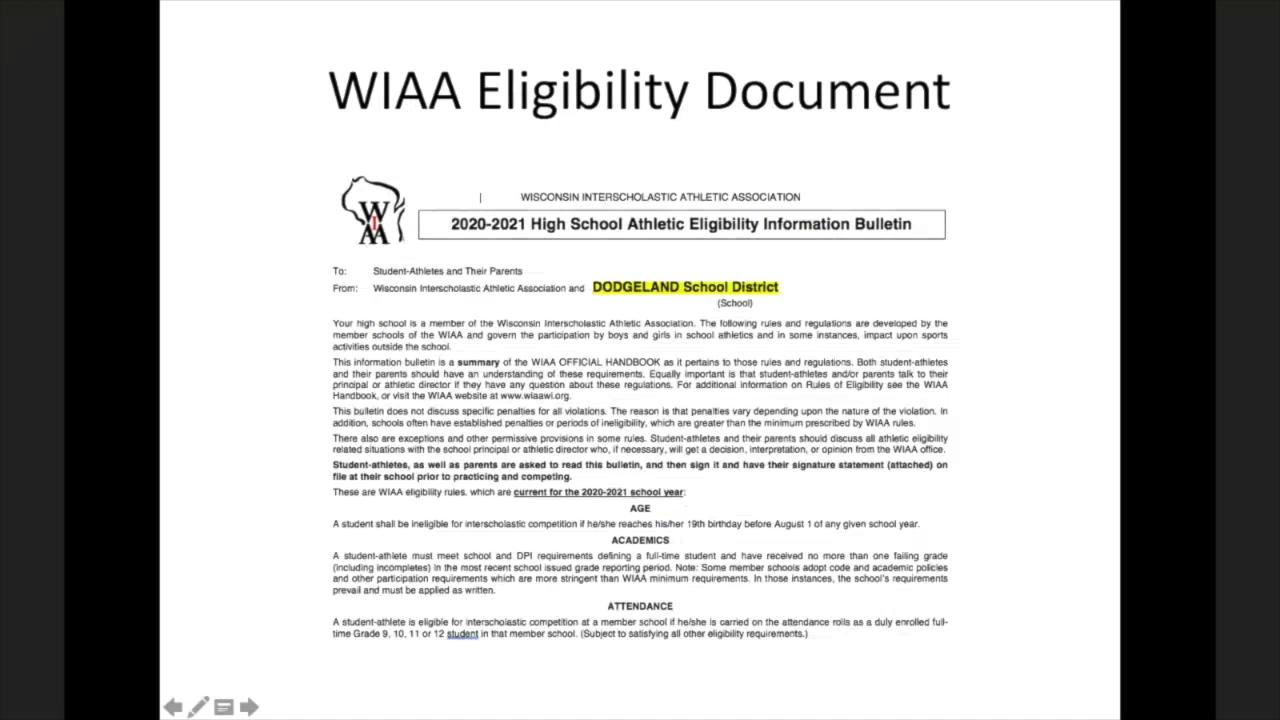 WIAA Eligibility Document
WIAA
WISCONSIN INTERSCHOLASTIC ATHLETIC ASSOCIATION
2020-2021 High School Athletic Eligibility Information Bulletin
To: Student-Athletes and Their Parents
From: Wisconsin Interscholastic Athletic Association and DODGELAND School District
(School)
Your high school is a member of the Wisconsin Interscholastic Athletic Association. The following rules and regulations are developed by the
member schools of the WIAA and govern the participation by boys and girls in school athletics and in some instances, impact upon sports
activities outside the school.
This information bulletin is a summary of the WIAA OFFICIAL HANDBOOK as it pertains to those rules and regulations. Both student-athletes
and their parents should have an understanding of these requirements. Equally important is that student-athletes and/or parents talk to their
principal or athletic director if they have any question about these regulations. For additional information on Rules of Eligibility see the WIAA
Handbook, or visit the WIAA website at www.wiaawi.org.
This bulletin does not discuss specific penalties for all violations. The reason is that penalties vary depending upon the nature of the violation. In
addition, schools often have established penalties or periods of ineligibility, which are greater than the minimum prescribed by WIAA rules.
There also are exceptions and other permissive provisions in some rules. Student-athletes and their parents should discuss all athletic eligibility
related situations with the school principal or athletic director who, if necessary, will get a decision, interpretation, or opinion from the WIAA office.
Student-athletes, as well as parents are asked to read this bulletin, and then sign it and have their signature statement (attached) on
file at their school prior to practicing and competing.
These are WIAA eligibility rules, which are current for the 2020-2021 school year:
AGE
A student shall be ineligible for interscholastic competition if he/she reaches his/her 19th birthday before August 1 of any given school year.
ACADEMICS
A student-athlete must meet school and DPI requirements defining a full-time student and have received no more than one failing grade
(including incompletes) in the most recent school issued grade reporting period. Note: Some member schools adopt code and academic policies
and other participation requirements which are more stringent than WIAA minimum requirements. In those instances, the school's requirements
prevail and must be applied as written.
ATTENDANCE
A student-athlete is eligible for interscholastic competition at a member school if he/she is carried on the attendance rolls as a duly enrolled full-
time Grade 9, 10, 11 or 12 student in that member school. (Subject to satisfying all other eligibility requirements.)